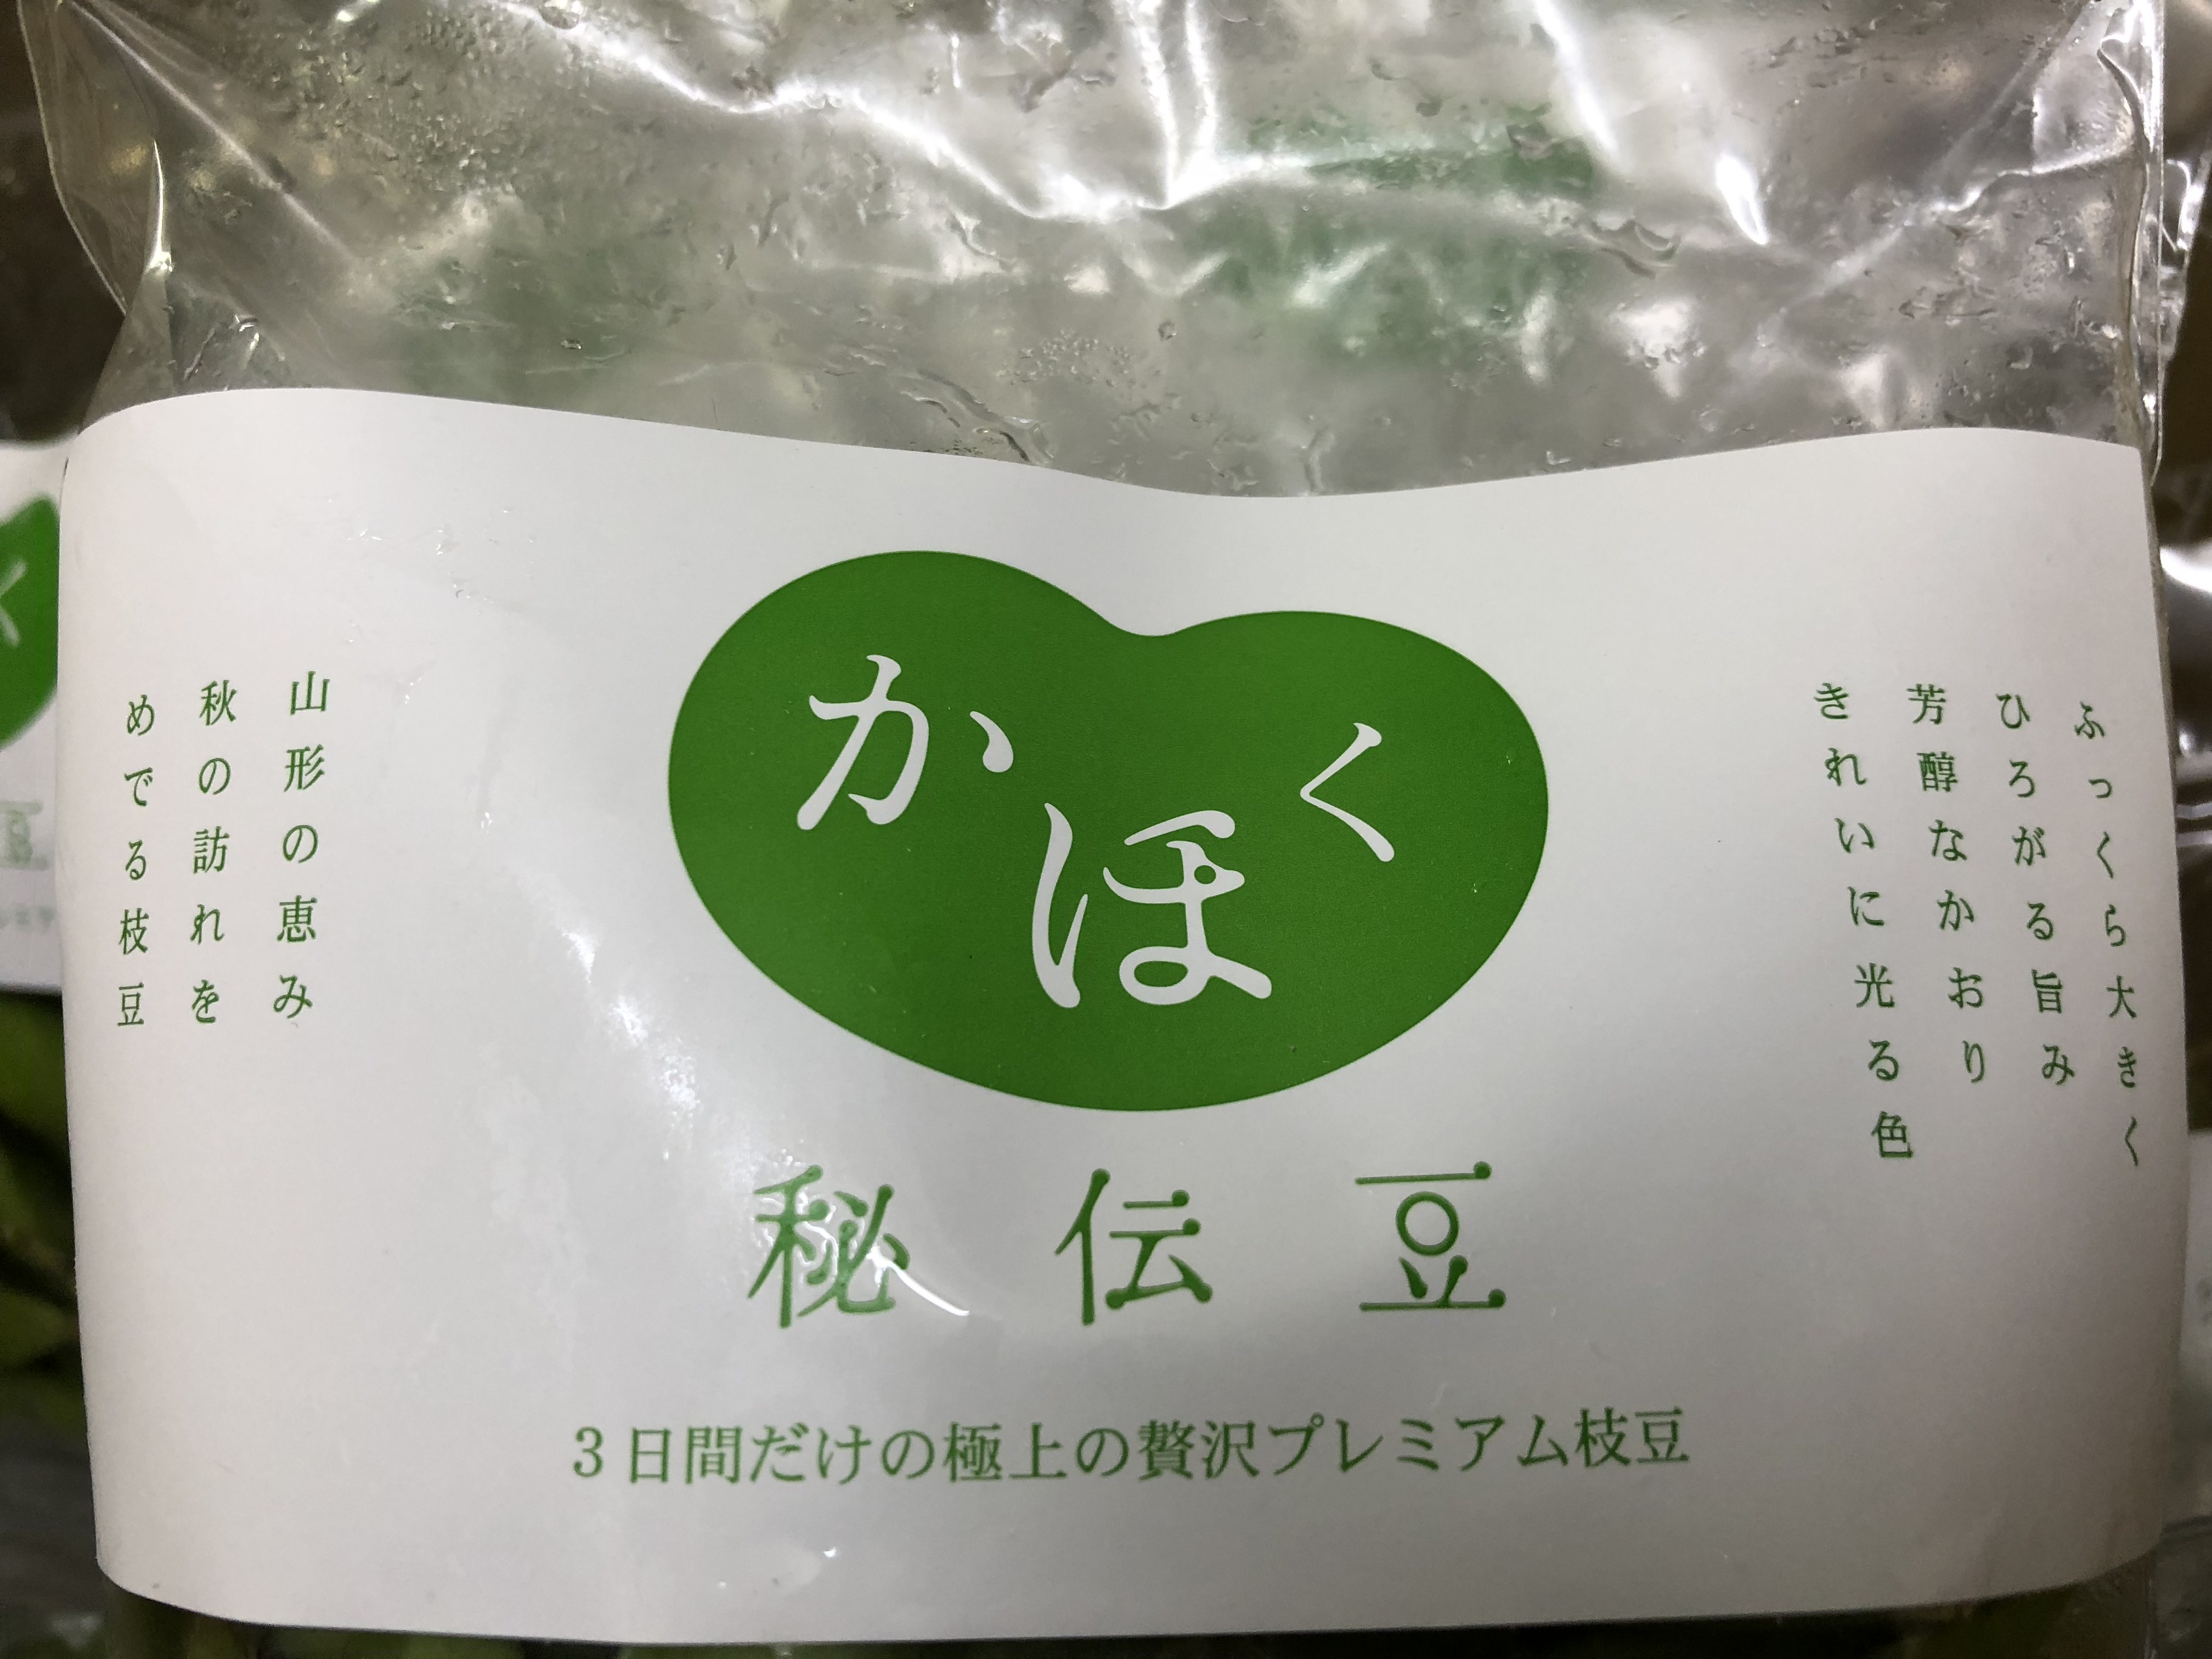 かほく
秘伝豆
3日間だけの極上の贅沢プレミアム枝豆
ふっくら大きく
ひろがる旨み
芳醇なかおり
きれいに光る色
山形の恵み
秋の訪れを
めでる枝豆